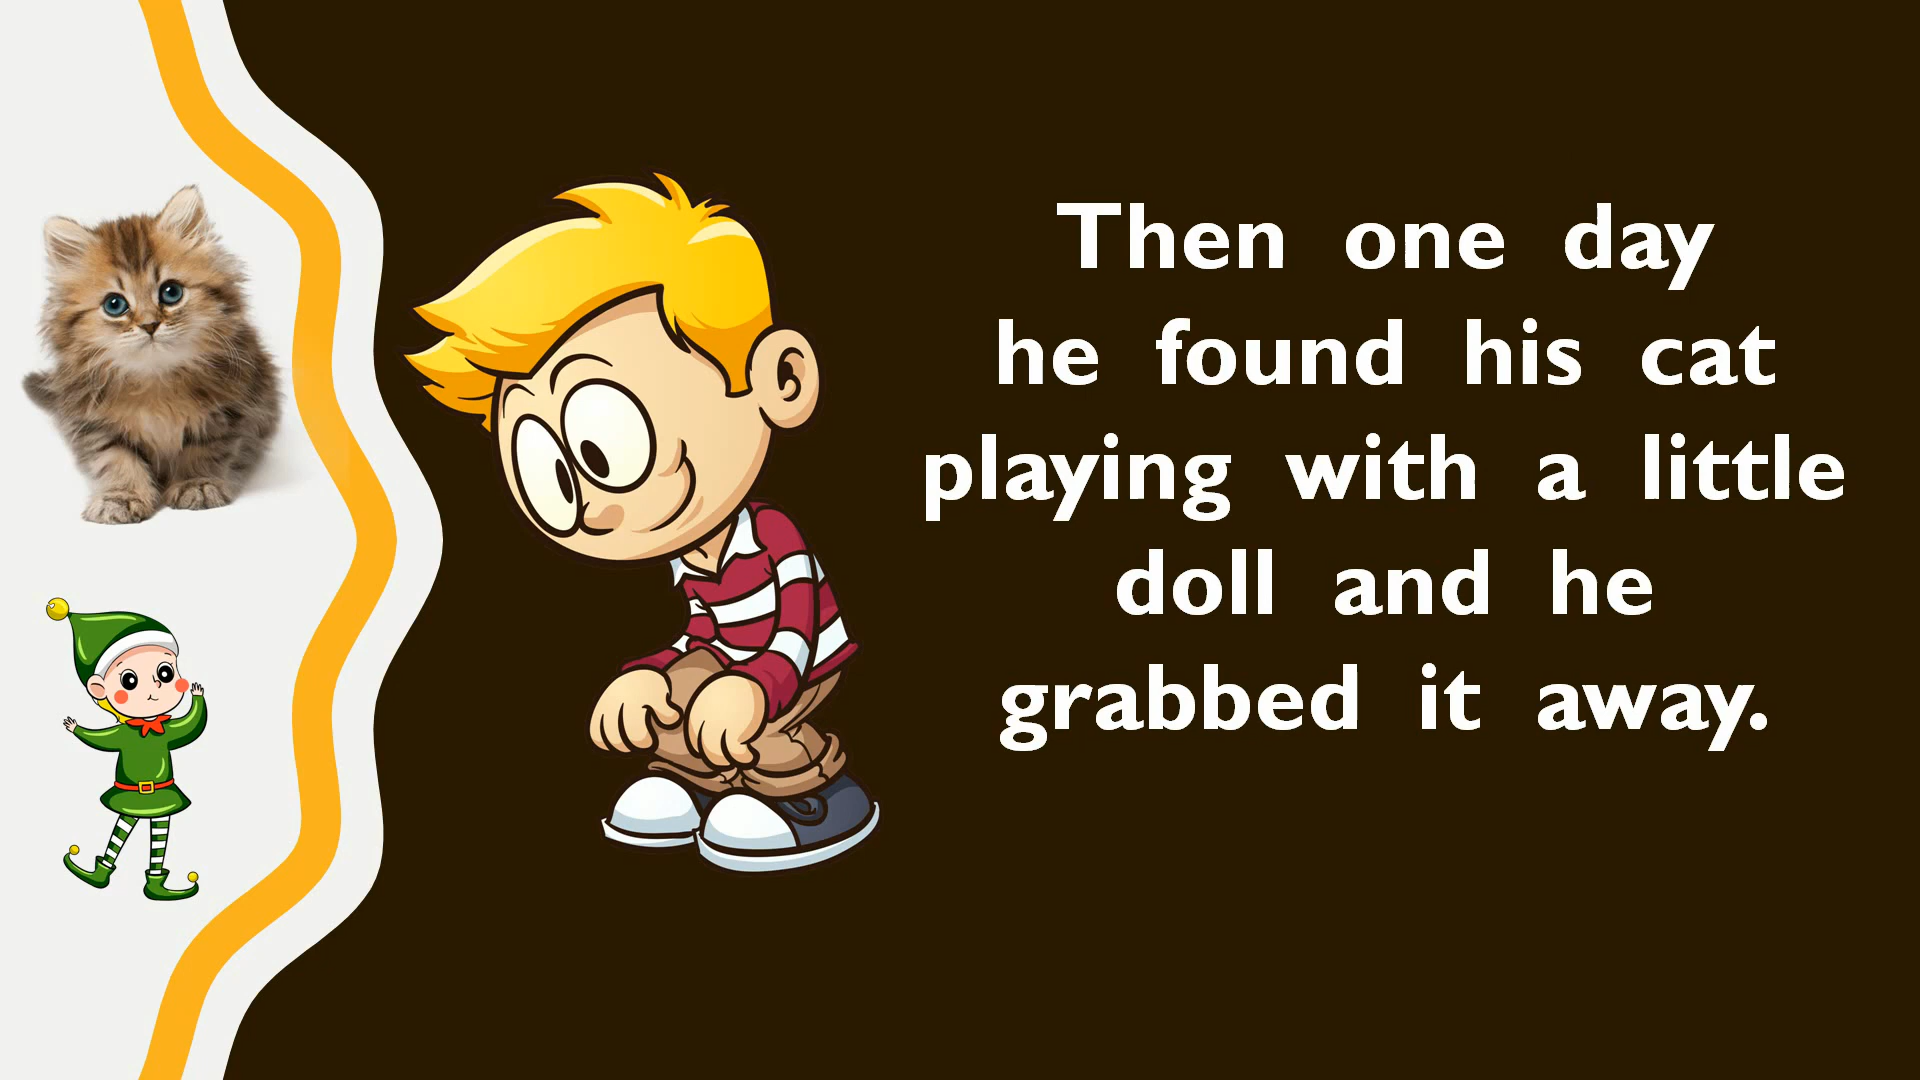 Then one day
he found his cat
playing with a little
doll and he
grabbed it away.